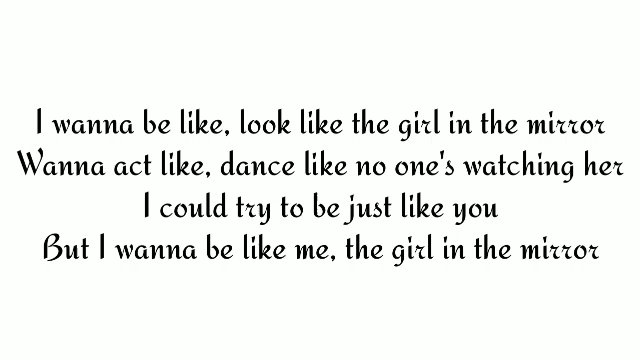 I wanna be like, look like the girl in the mirror
Wanna act like, dance like no one's watching her
I could try to be just like you
But I wanna be like me, the girl in the mirror